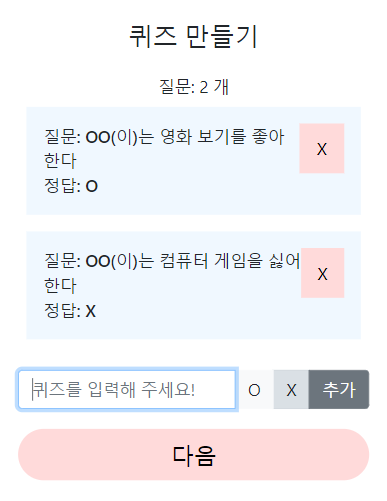 퀴즈 만들기
질문: 2 개
질문: OO(이)는 영화 보기를 좋아
한다
정답: O
X
질문: OO(이)는 컴퓨터 게임을 싫어
한다
정답: X
X
퀴즈를 입력해 주세요! O X 추가
다음